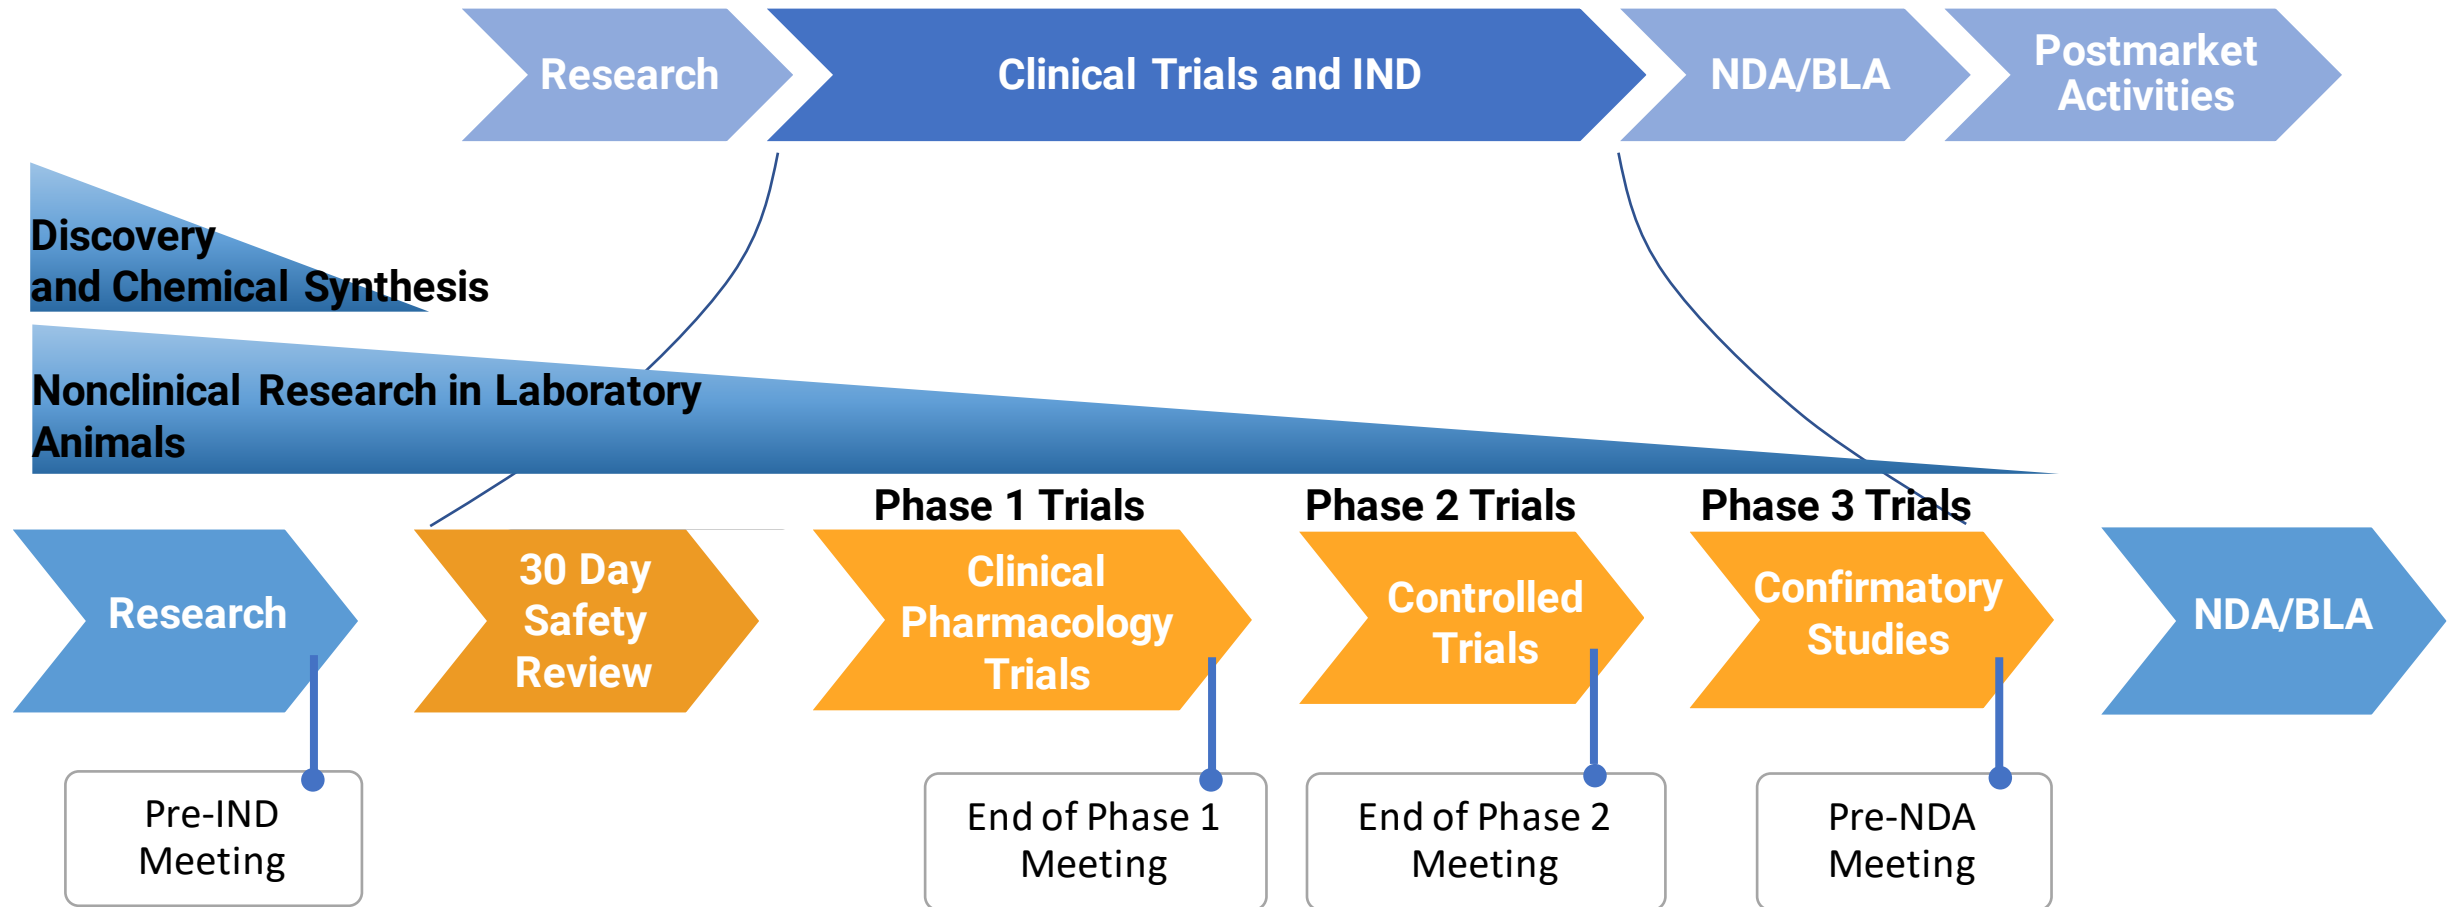 Research
Clinical Trials and IND
NDA/BLA
Postmarket
Activities
Discovery
and Chemical Synthesis
Nonclinical Research in Laboratory
Animals
Phase 1 Trials
Phase 2 Trials
Phase 3 Trials
Research
30 Day
Safety
Review
Clinical
Pharmacology
Trials
Controlled
Trials
Confirmatory
Studies
NDA/BLA
Pre-IND
Meeting
End of Phase 1
Meeting
End of Phase 2
Meeting
Pre-NDA
Meeting